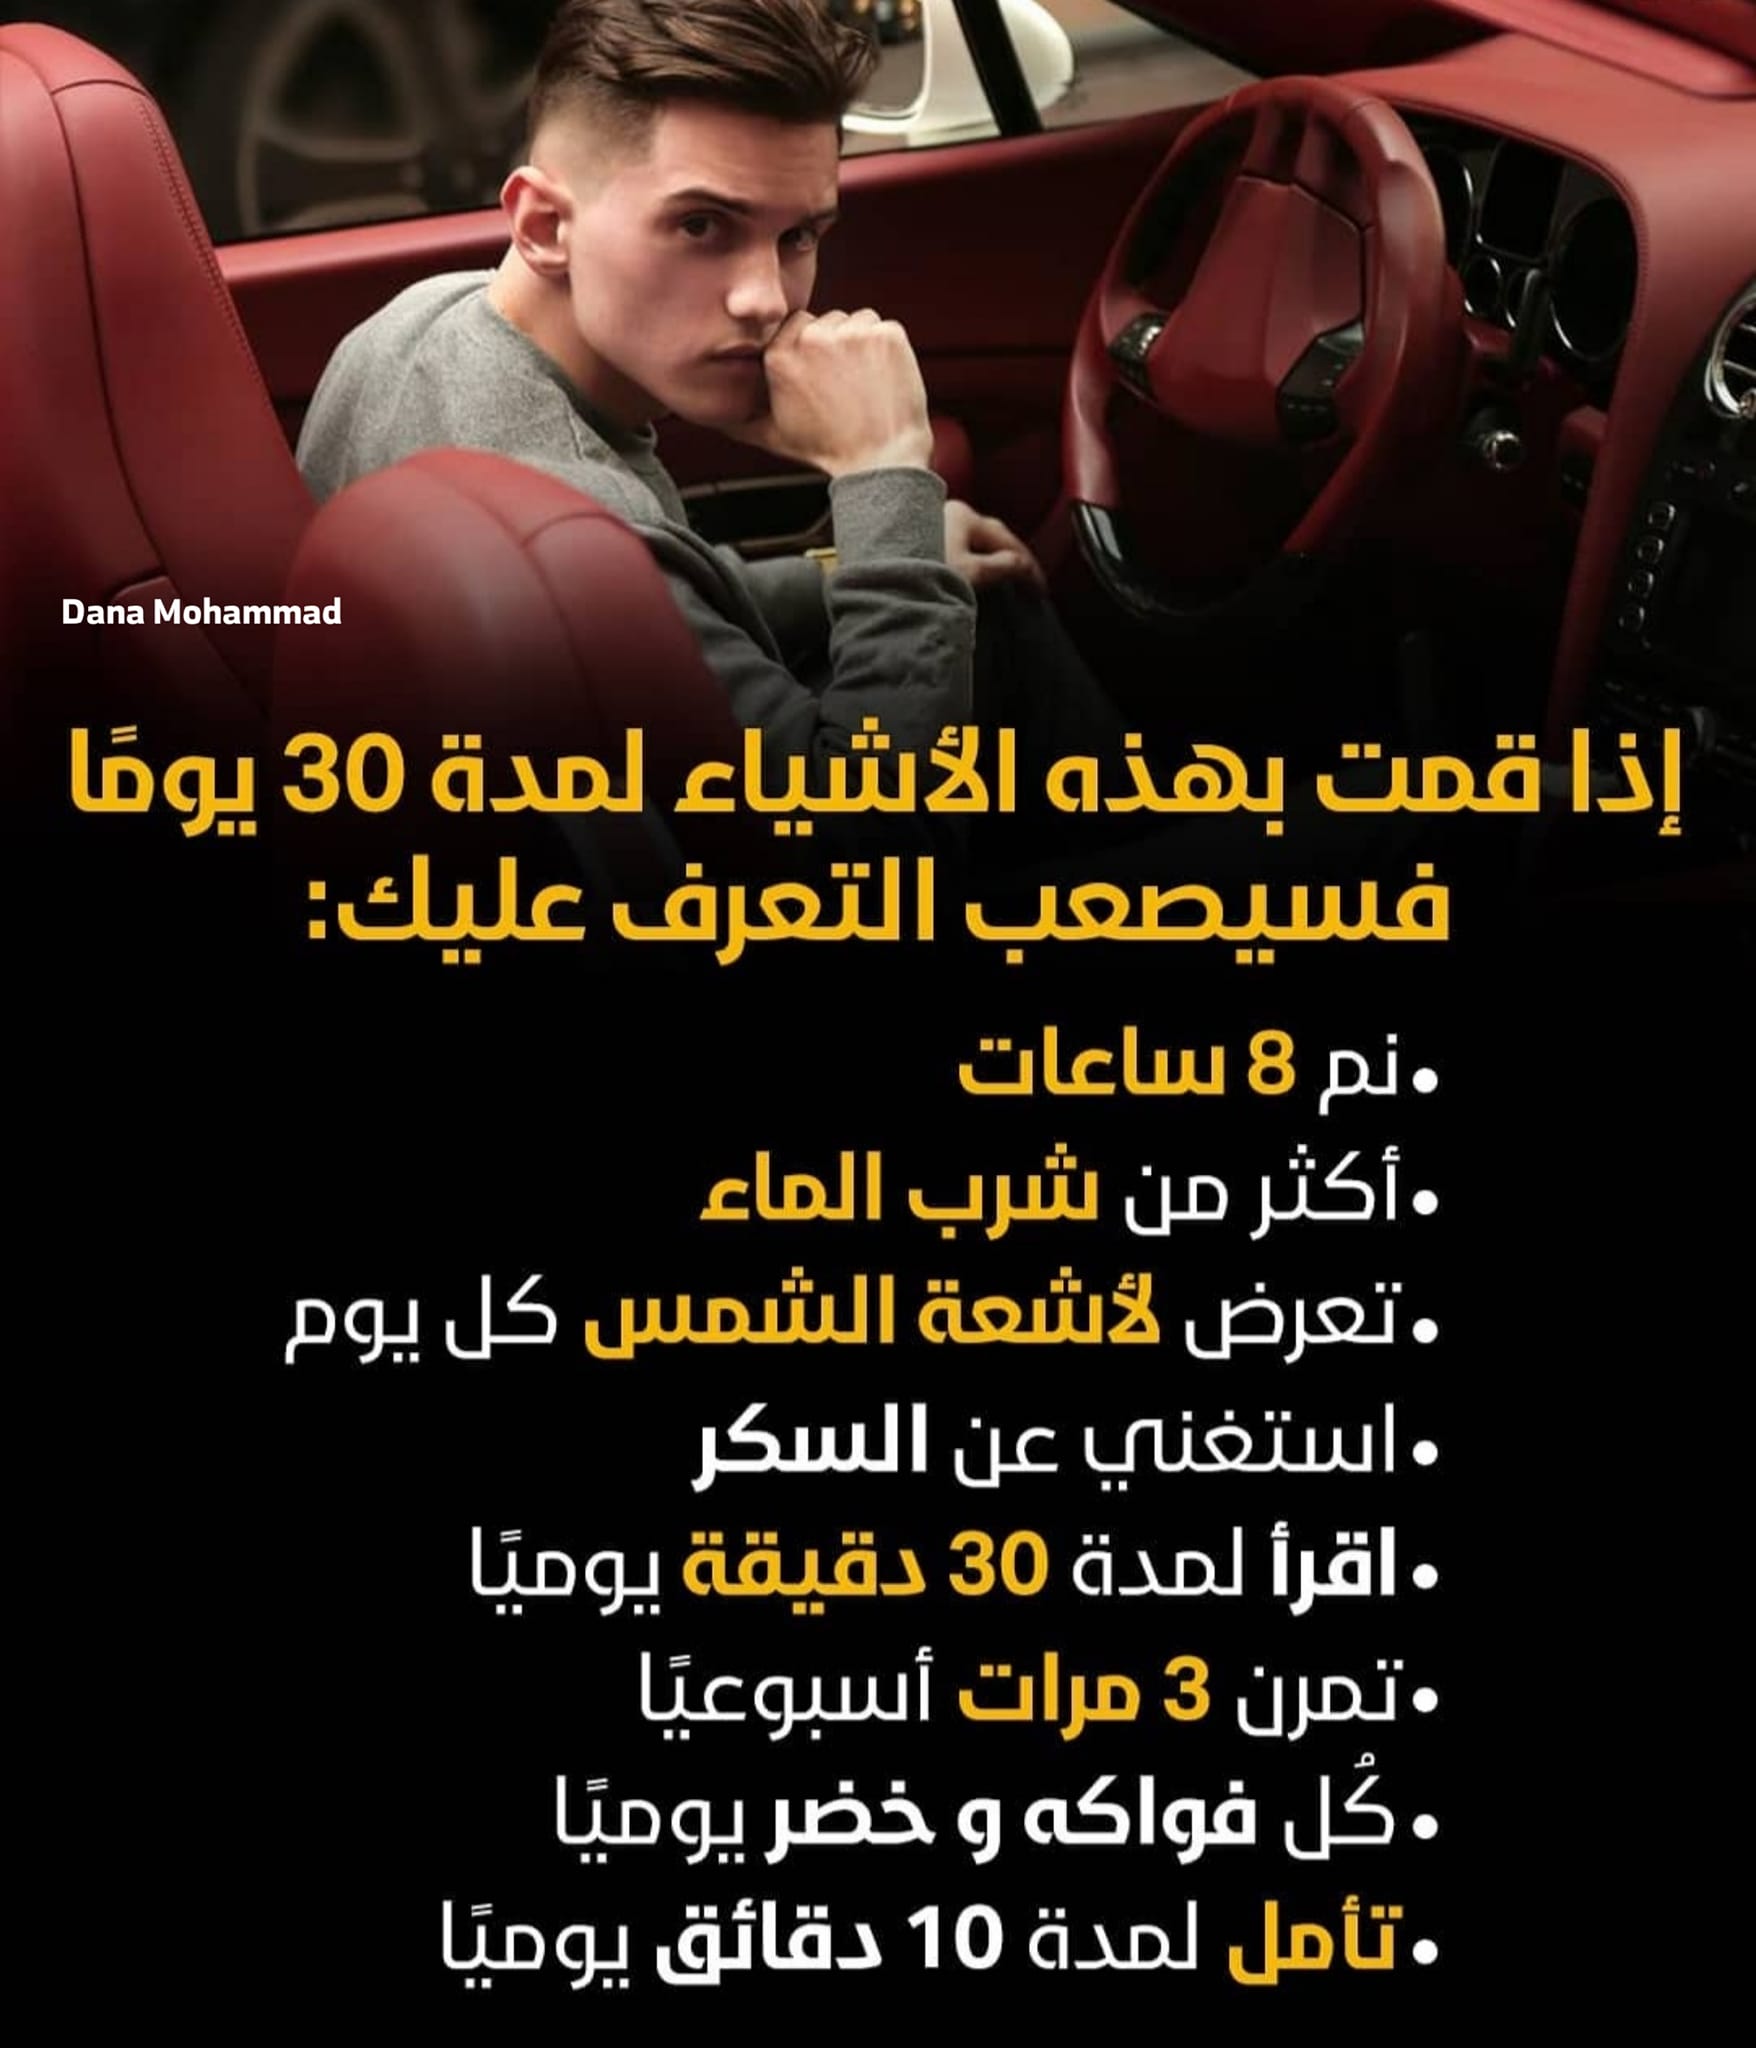 Dana Mohammad
إذا قمت بهذه الأشياء لمدة 30 يومًا
فسيصعب التعرف عليك:
•نم 8 ساعات
•أكثر من شرب الماء
•تعرض لأشعة الشمس كل يوم
•استغني عن السكر
•اقرأ لمدة 30 دقيقة يوميًا
•تمرن 3 مرات أسبوعيًا
•كُل فواكه و خضر يوميًا
•تأمل لمدة 10 دقائق يوميًا